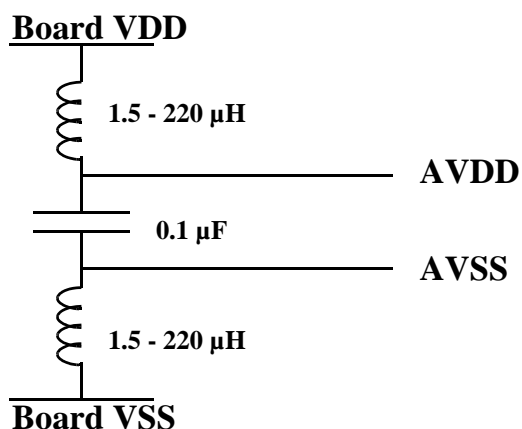 Board VDD
1.5 - 220 µH
AVDD
0.1 µF
AVSS
1.5 - 220 µH
Board VSS